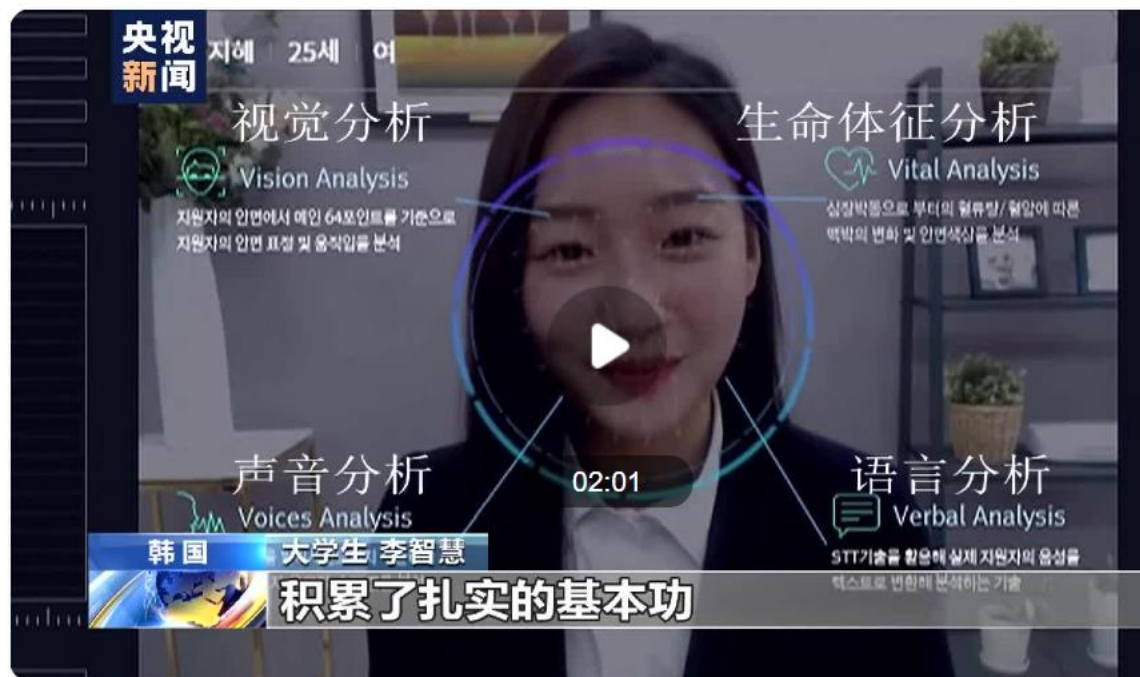 央视
新闻
지혜 25세 여
视觉分析
Vision Analysis
지원자의 안면에서 메인 64포인트를 기준으로
지원자의 안면 표정 및 움직임을 분석
生命体征分析
Vital Analysis
심장박동으로 부터의 혈류량/혈압에 따른
맥박의 변화 및 안면색상을 분석
02:01
声音分析
Voices Analysis
语言分析
Verbal Analysis
STT기술을 활용해 실제 지원자의 음성을
텍스트로 변환해 분석하는 기술
韩国
大学生 李智慧
积累了扎实的基本功